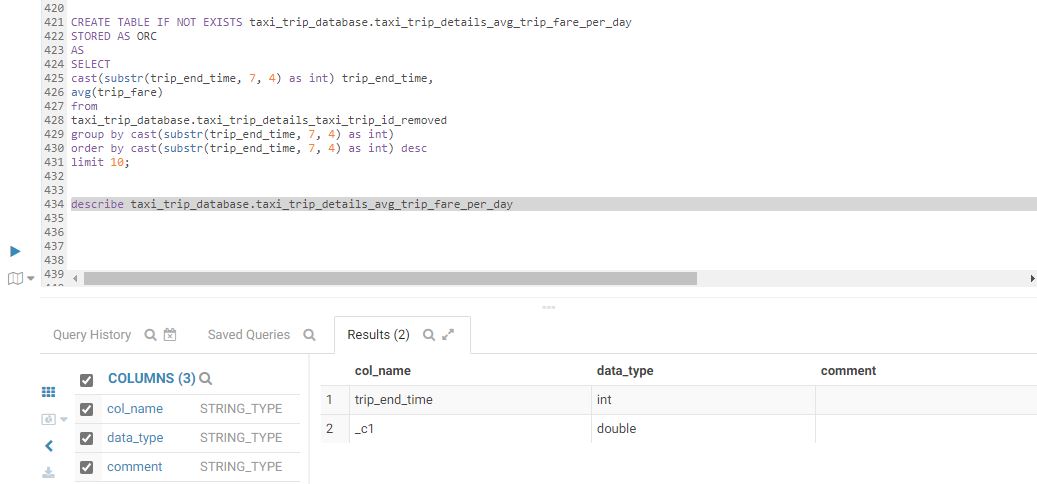 420
421 CREATE TABLE IF NOT EXISTS taxi_trip_database.taxi_trip_details_avg_trip_fare_per_day
422 STORED AS ORC
423 AS
424 SELECT
425 cast(substr(trip_end_time, 7, 4) as int) trip_end_time,
426 avg(trip_fare)
427 from
428 taxi_trip_database.taxi_trip_details_taxi_trip_id_removed
429 group by cast(substr(trip_end_time, 7, 4) as int)
430 order by cast(substr(trip_end_time, 7, 4) as int) desc
431 limit 10;
432
433
434 describe taxi_trip_database.taxi_trip_details_avg_trip_fare_per_day
435
436
437
438
439
Query History Saved Queries Results (2)
COLUMNS (3)
col_name STRING_TYPE
data_type STRING_TYPE
comment STRING_TYPE
col_name data_type comment
1 trip_end_time int
2 _c1 double